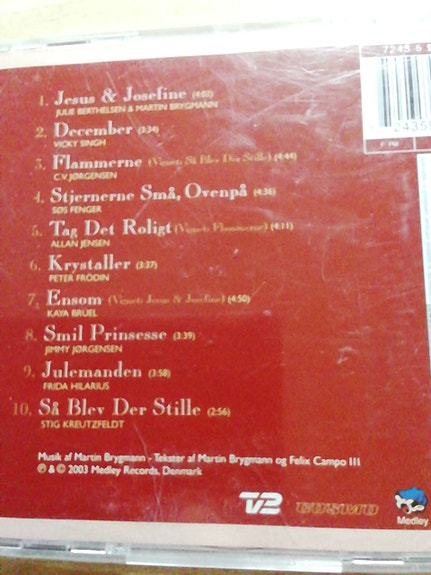 7243 5 9
1. Jesus & Josefine (4:02)
JULIE BERTHELSEN & MARTIN BRYGMANN
2. December (3:34)
VICKY SINGH
3. Flammerne (Vignet: Så Blev Der Stille) (4:44)
C.V. JØRGENSEN
4. Stjernerne Små, Ovenpå (4:36)
SØS FENGER
5. Tag Det Roligt (Vignet: Flammerne) (4:11)
ALLAN JENSEN
6. Krystaller (3:37)
PETER FRÖDIN
7. Ensom (Vignet: Jesus & Josefine) (4:50)
KAYA BRÜEL
8. Smil Prinsesse (3:39)
JIMMY JØRGENSEN
9. Julemanden (3:58)
FRIDA HILARIUS
10. Så Blev Der Stille (2:56)
STIG KREUTZFELDT
Musik af Martin Brygmann - Tekster af Martin Brygmann og Felix Campo III
℗ & © 2003 Medley Records, Denmark
TV2 COSMO
Medley